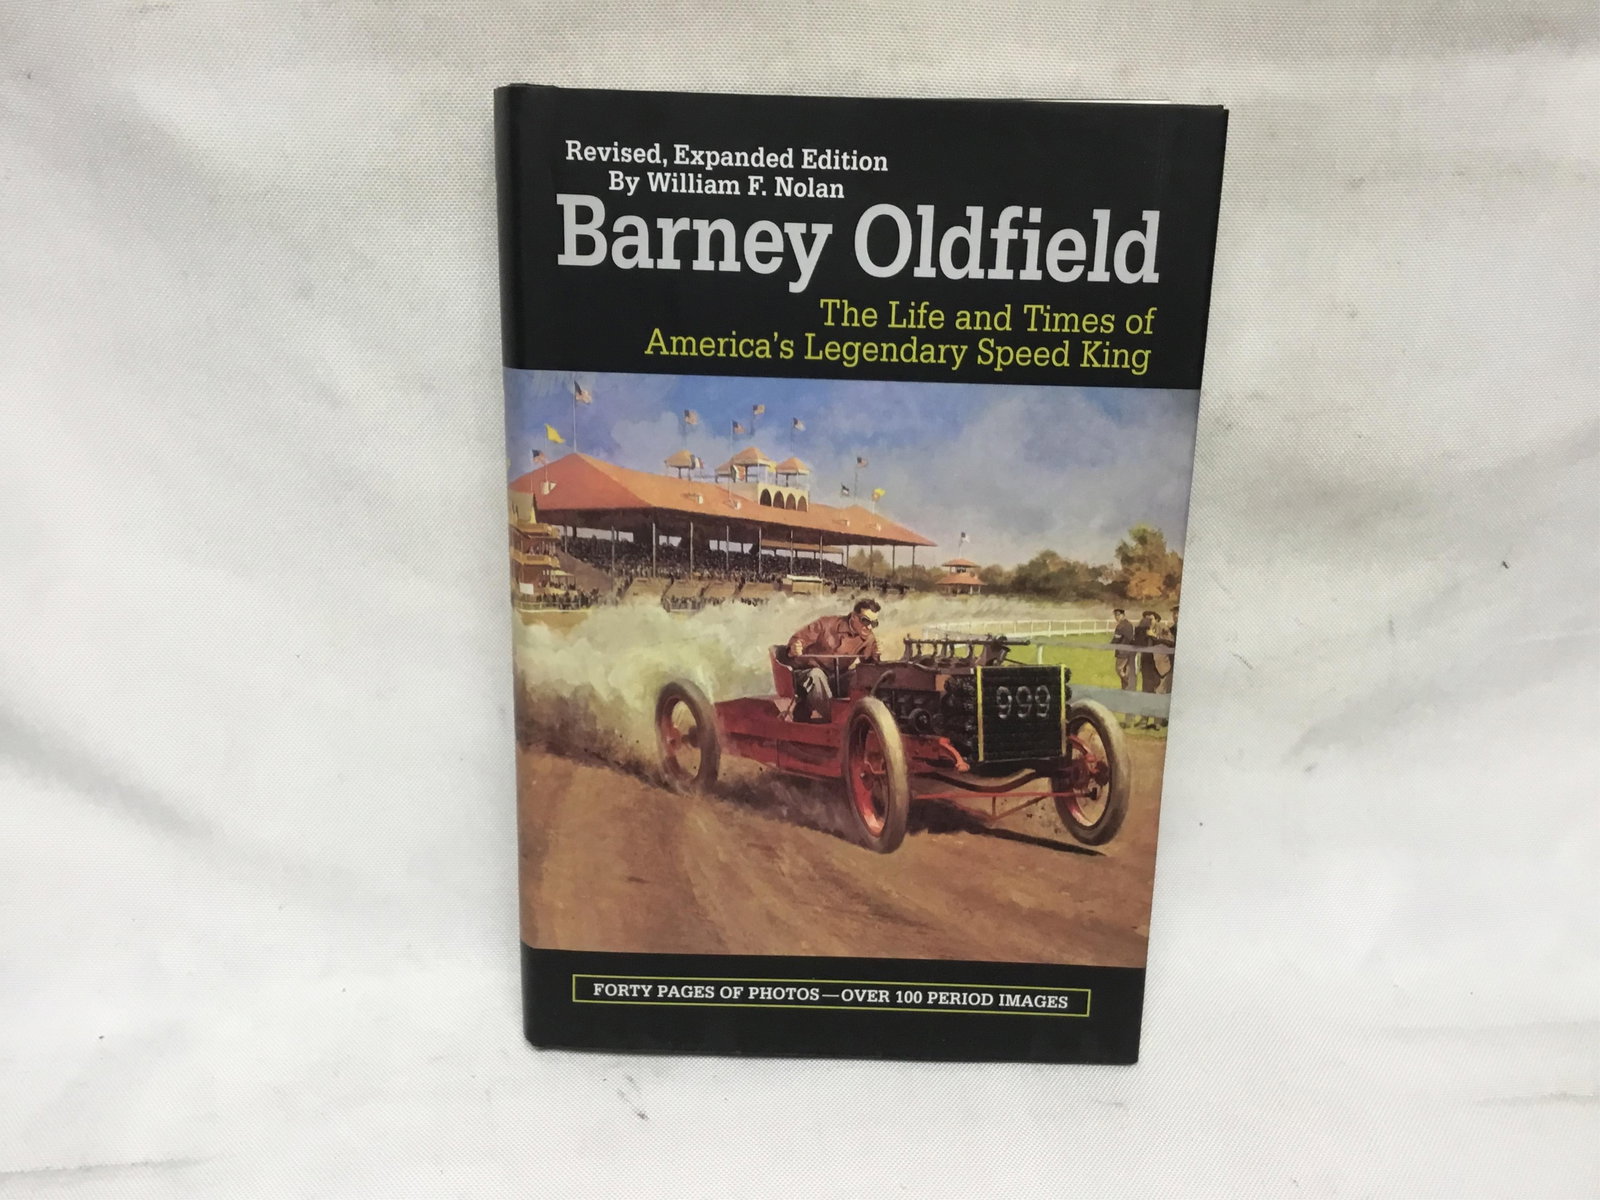 Revised, Expanded Edition
By William F. Nolan
Barney Oldfield
The Life and Times of
America's Legendary Speed King
999
FORTY PAGES OF PHOTOS—OVER 100 PERIOD IMAGES